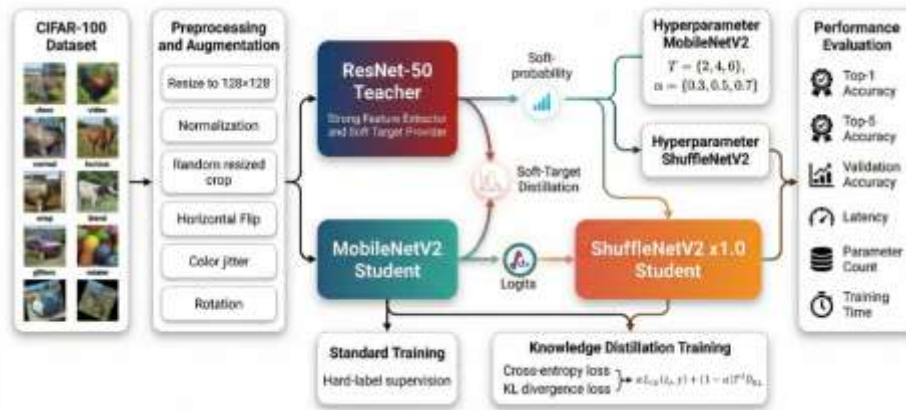 CIFAR-100
Dataset
Preprocessing
and Augmentation
Resize to 128×128
Normalization
Random resized
crop
Horizontal Flip
Color jitter
Rotation
ResNet-50
Teacher
Strong Feature Extractor
and Soft Target Provider
MobileNetV2
Student
Soft-
probability
Soft-Target
Distillation
Logits
Hyperparameter
MobileNetV2
T = {2, 4, 6},
α = {0.3, 0.5, 0.7}
Hyperparameter
ShuffleNetV2
ShuffleNetV2 x1.0
Student
Standard Training
Hard-label supervision
Knowledge Distillation Training
Cross-entropy loss
KL divergence loss
Performance
Evaluation
Top-1
Accuracy
Top-5
Accuracy
Validation
Accuracy
Latency
Parameter
Count
Training
Time